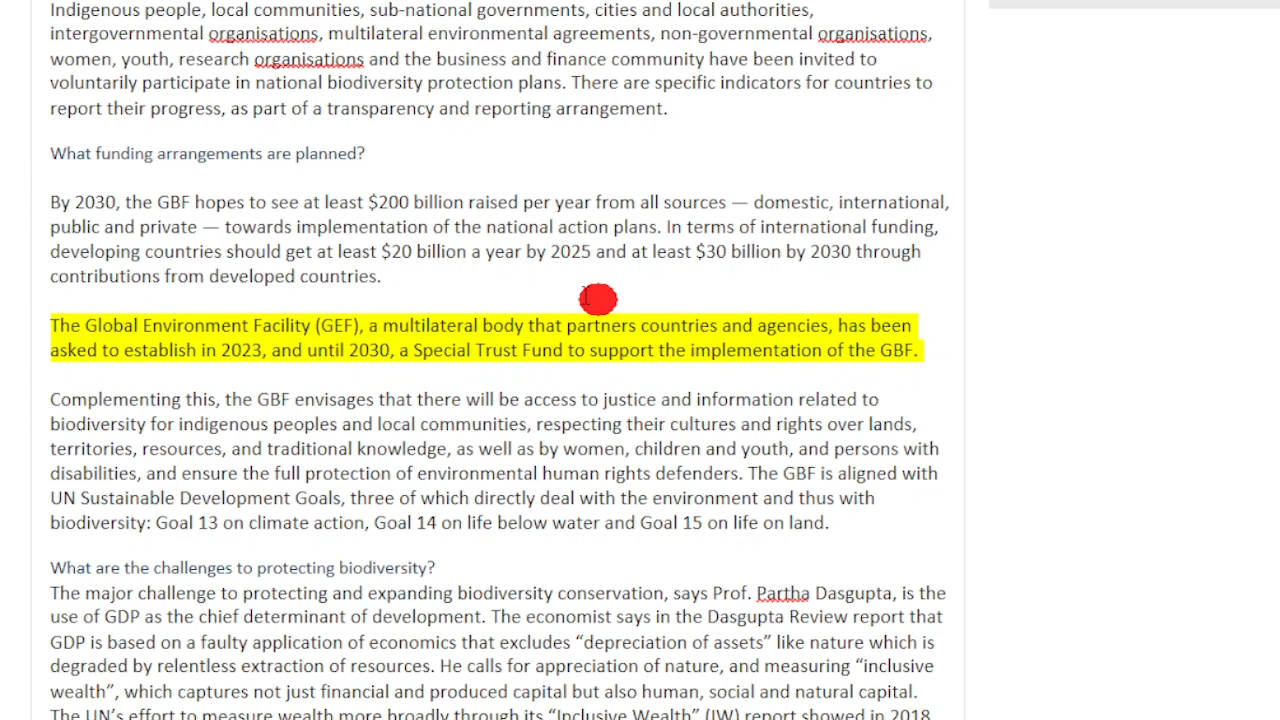 Indigenous people, local communities, sub-national governments, cities and local authorities,
intergovernmental organisations, multilateral environmental agreements, non-governmental organisations,
women, youth, research organisations and the business and finance community have been invited to
voluntarily participate in national biodiversity protection plans. There are specific indicators for countries to
report their progress, as part of a transparency and reporting arrangement.
What funding arrangements are planned?
By 2030, the GBF hopes to see at least $200 billion raised per year from all sources — domestic, international,
public and private — towards implementation of the national action plans. In terms of international funding,
developing countries should get at least $20 billion a year by 2025 and at least $30 billion by 2030 through
contributions from developed countries.
The Global Environment Facility (GEF), a multilateral body that partners countries and agencies, has been
asked to establish in 2023, and until 2030, a Special Trust Fund to support the implementation of the GBF.
Complementing this, the GBF envisages that there will be access to justice and information related to
biodiversity for indigenous peoples and local communities, respecting their cultures and rights over lands,
territories, resources, and traditional knowledge, as well as by women, children and youth, and persons with
disabilities, and ensure the full protection of environmental human rights defenders. The GBF is aligned with
UN Sustainable Development Goals, three of which directly deal with the environment and thus with
biodiversity: Goal 13 on climate action, Goal 14 on life below water and Goal 15 on life on land.
What are the challenges to protecting biodiversity?
The major challenge to protecting and expanding biodiversity conservation, says Prof. Partha Dasgupta, is the
use of GDP as the chief determinant of development. The economist says in the Dasgupta Review report that
GDP is based on a faulty application of economics that excludes “depreciation of assets” like nature which is
degraded by relentless extraction of resources. He calls for appreciation of nature, and measuring “inclusive
wealth”, which captures not just financial and produced capital but also human, social and natural capital.
The UN’s effort to measure wealth more broadly through its “Inclusive Wealth” (IW) report showed in 2018